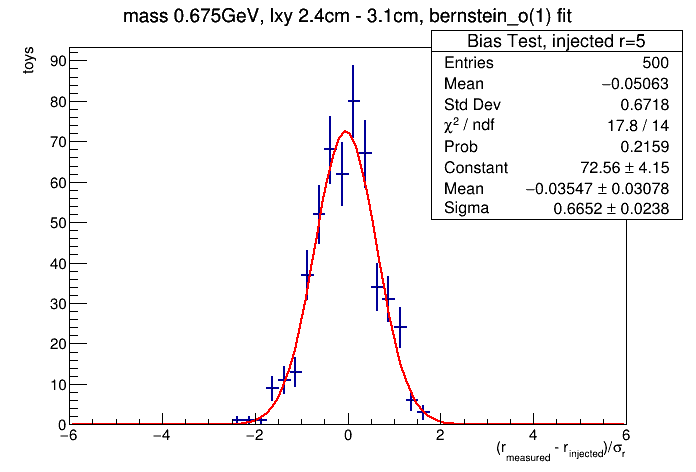 mass 0.675GeV, lxy 2.4cm - 3.1cm, bernstein_o(1) fit
Bias Test, injected r=5
Entries 500
Mean −0.05063
Std Dev 0.6718
χ² / ndf 17.8 / 14
Prob 0.2159
Constant 72.56 ± 4.15
Mean −0.03547 ± 0.03078
Sigma 0.6652 ± 0.0238
toys
90
80
70
60
50
40
30
20
10
0
−6 −4 −2 0 2 4 6
(r_measured - r_injected)/σ_r